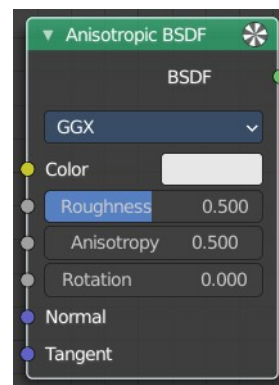 Anisotropic BSDF
BSDF
GGX
Color
Roughness 0.500
Anisotropy 0.500
Rotation 0.000
Normal
Tangent